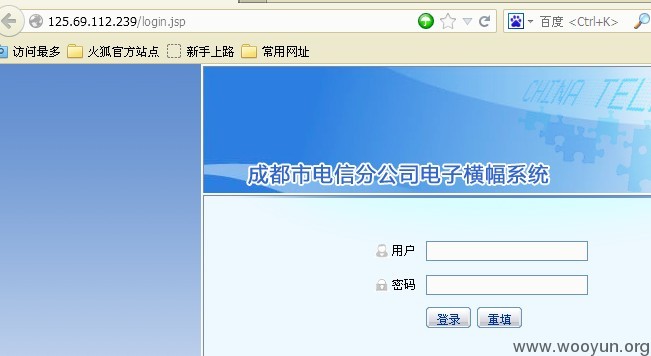 125.69.112.239/login.jsp
百度 <Ctrl+K>
访问最多 火狐官方站点 新手上路 常用网址
CHINA TEL
成都市电信分公司电子横幅系统
用户
密码
登录 重填
www.wooyun.org